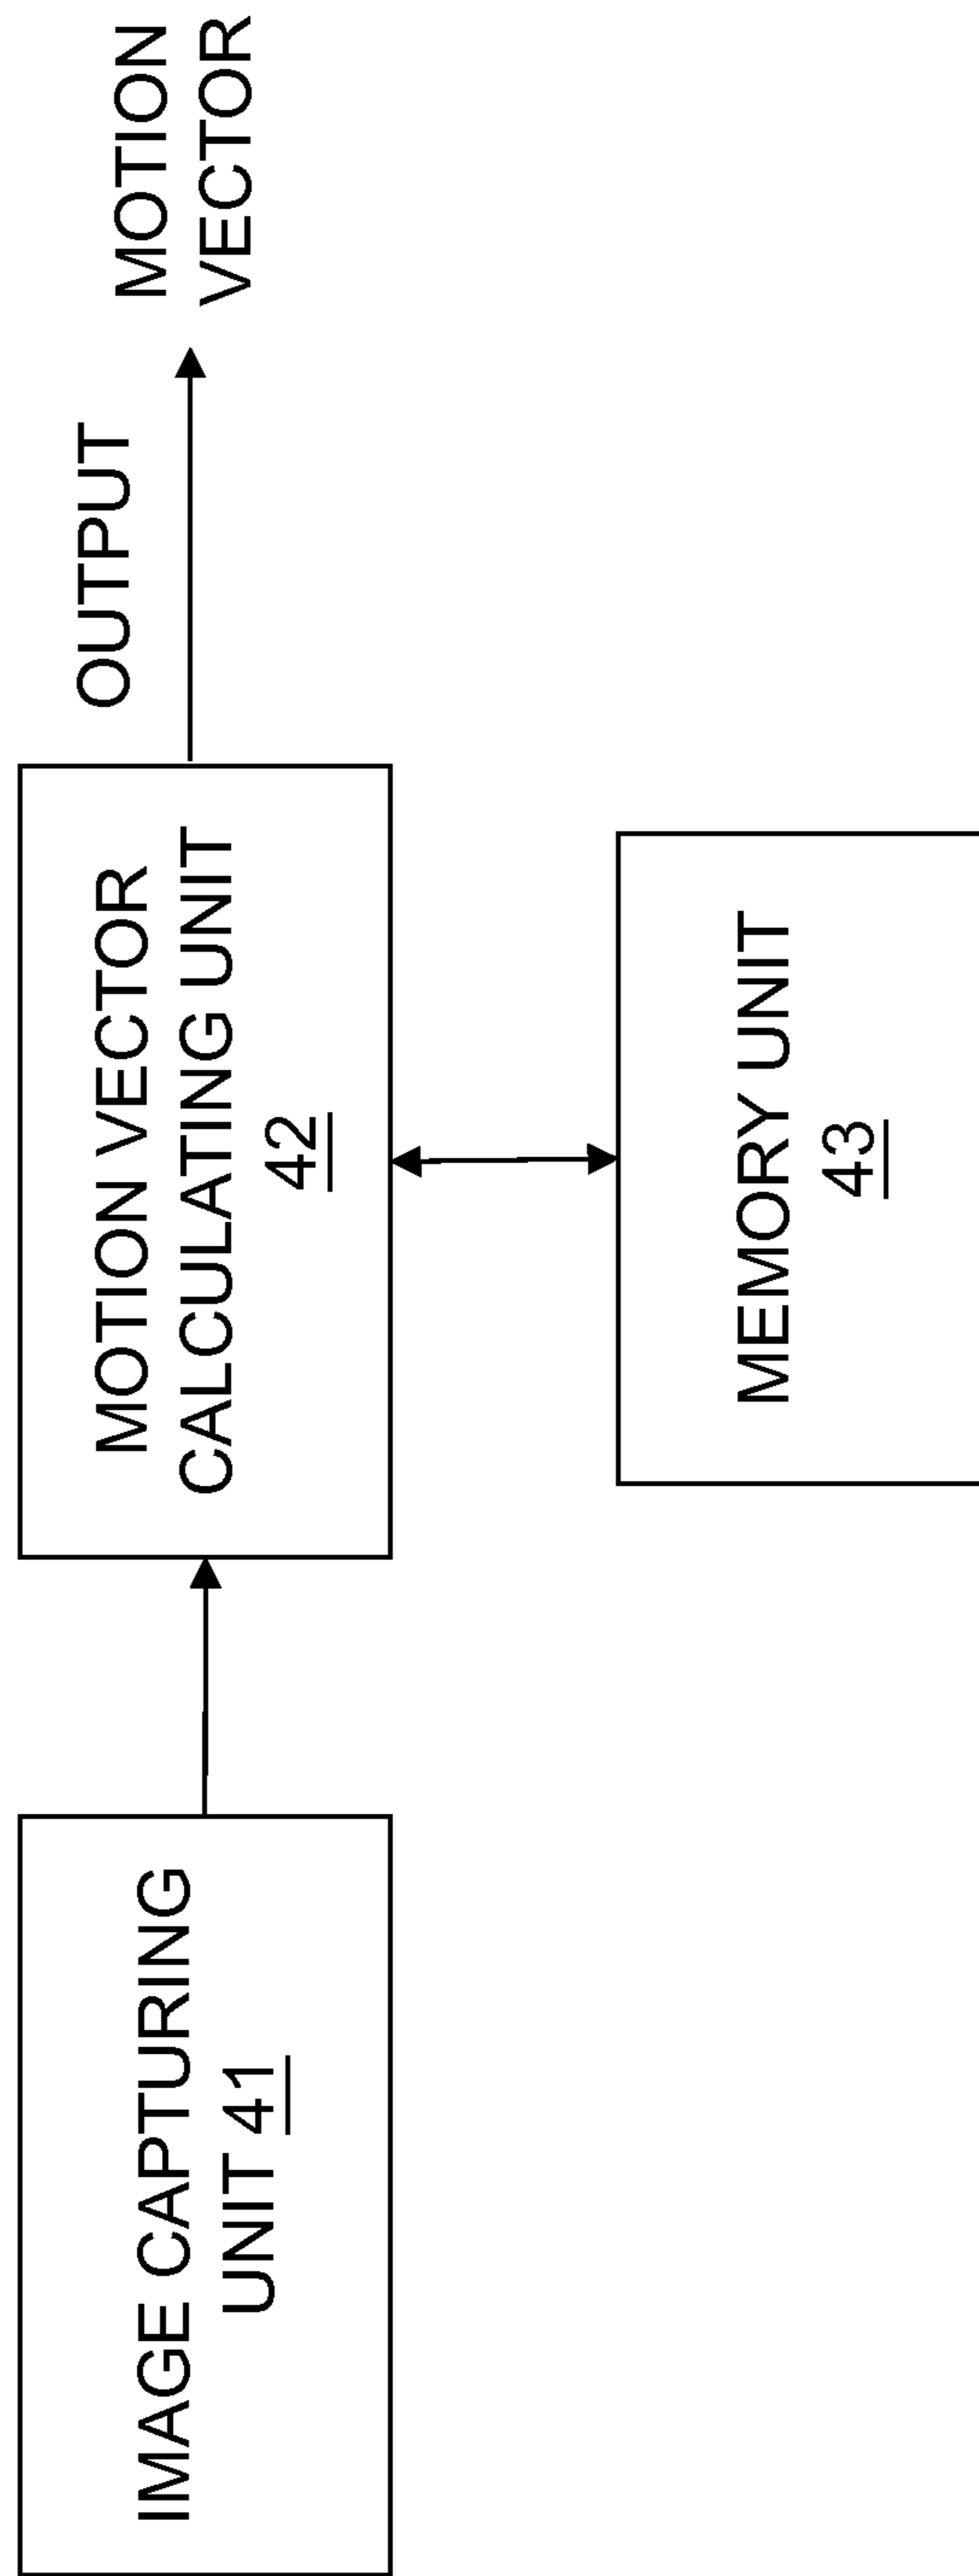 IMAGE CAPTURING
UNIT 41
MOTION VECTOR
CALCULATING UNIT
42
OUTPUT
MOTION
VECTOR
MEMORY UNIT
43